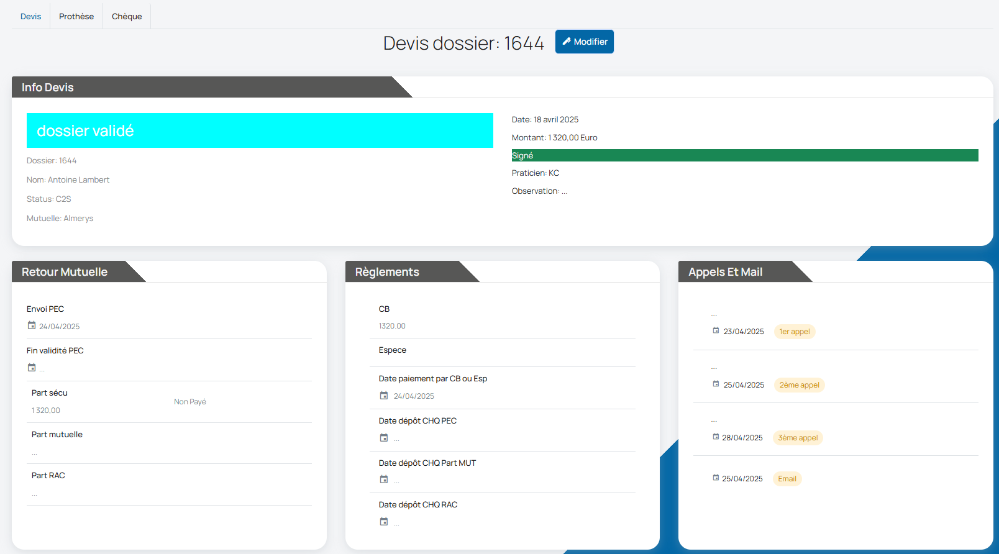 Devis
Prothèse
Chèque
Devis dossier: 1644
Modifier
Info Devis
dossier validé
Dossier: 1644
Nom: Antoine Lambert
Status: C2S
Mutuelle: Almerys
Date: 18 avril 2025
Montant: 1 320,00 Euro
Signé
Praticien: KC
Observation: ...
Retour Mutuelle
Envoi PEC
24/04/2025
Fin validité PEC
...
Part sécu
1 320,00
Non Payé
Part mutuelle
...
Part RAC
...
Règlements
CB
1320.00
Espece
Date paiement par CB ou Esp
24/04/2025
Date dépôt CHQ PEC
...
Date dépôt CHQ Part MUT
...
Date dépôt CHQ RAC
...
Appels Et Mail
...
23/04/2025 1er appel
...
25/04/2025 2ème appel
...
28/04/2025 3ème appel
25/04/2025 Email